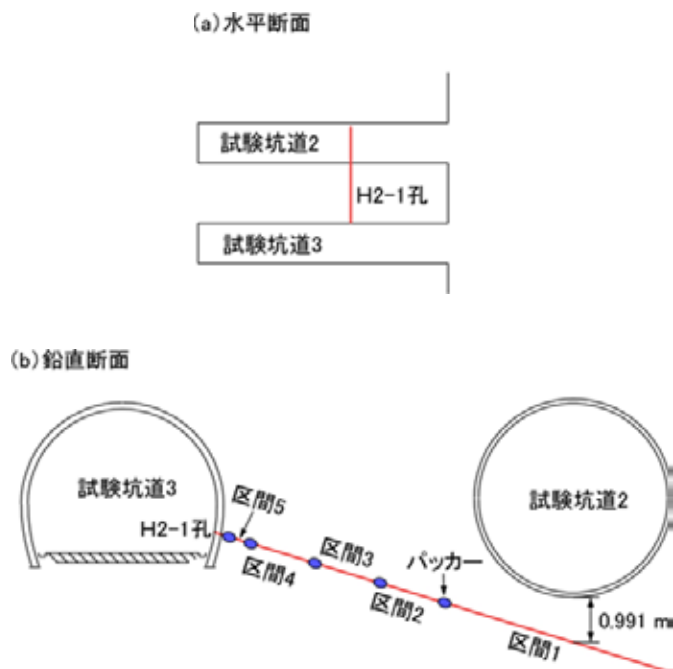 (a)水平断面
試験坑道2
H2-1孔
試験坑道3
(b)鉛直断面
試験坑道3
試験坑道2
H2-1孔
区間5
区間4
区間3
区間2
パッカー
区間1
0.991 m